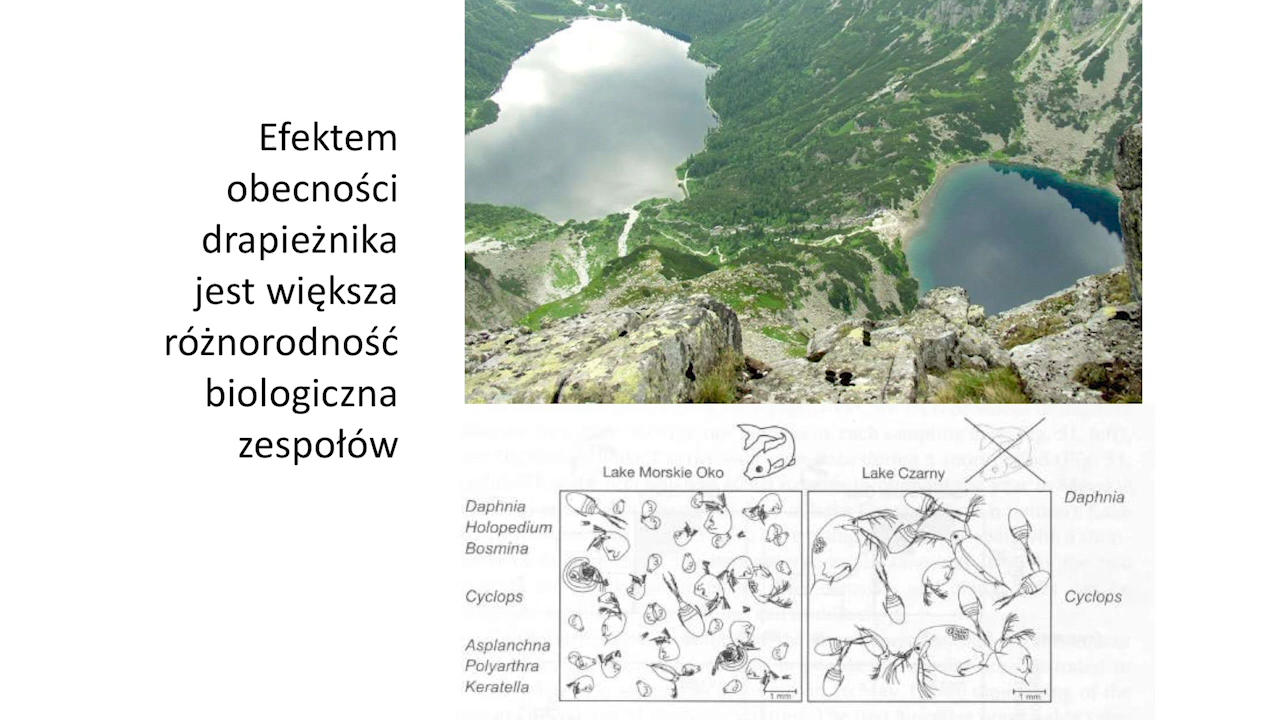 Efektem
obecności
drapieżnika
jest większa
różnorodność
biologiczna
zespołów
Lake Morskie Oko
Lake Czarny
Daphnia
Holopedium
Bosmina
Cyclops
Asplanchna
Polyarthra
Keratella
1 mm
Daphnia
Cyclops
1 mm